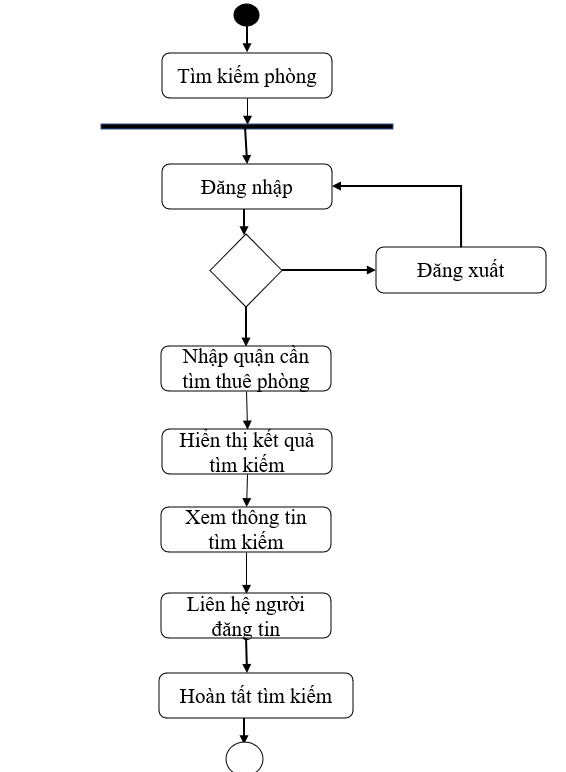 Tìm kiếm phòng
Đăng nhập
Đăng xuất
Nhập quận cần
tìm thuê phòng
Hiển thị kết quả
tìm kiếm
Xem thông tin
tìm kiếm
Liên hệ người
đăng tin
Hoàn tất tìm kiếm